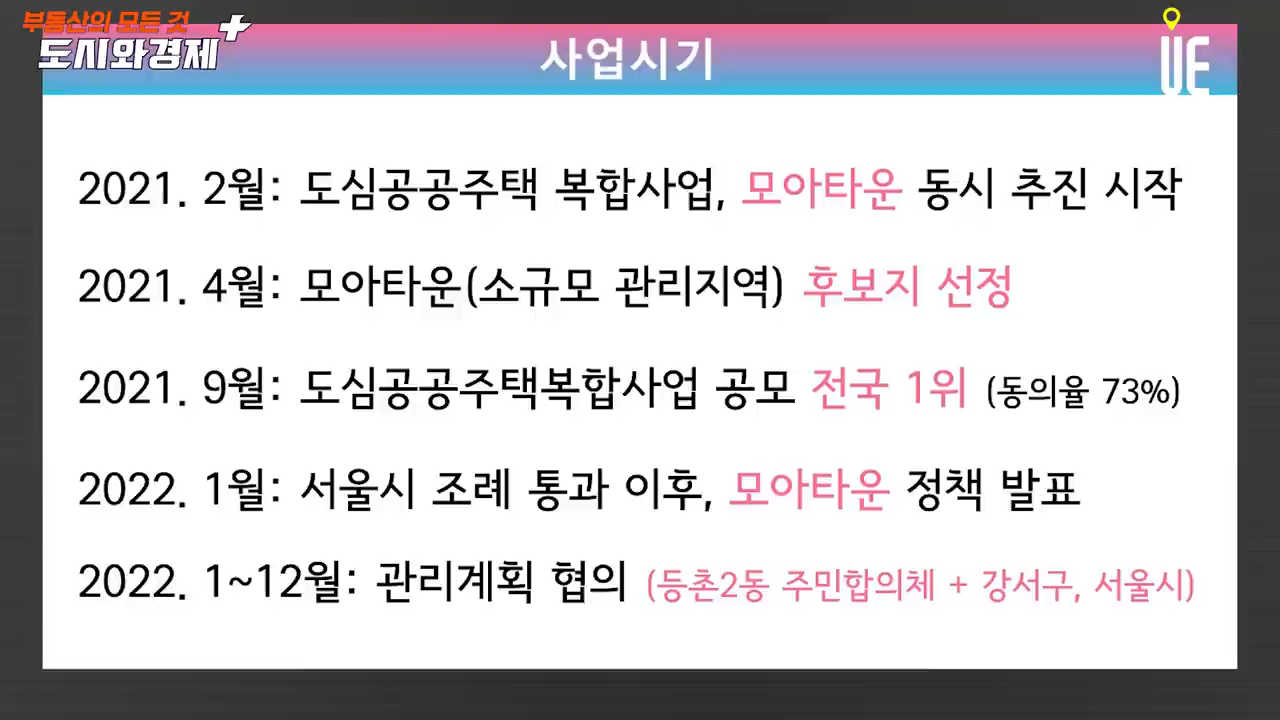 부동산의 모든 것
도시와경제+
사업시기
UE
2021. 2월: 도심공공주택 복합사업, 모아타운 동시 추진 시작
2021. 4월: 모아타운(소규모 관리지역) 후보지 선정
2021. 9월: 도심공공주택복합사업 공모 전국 1위 (동의율 73%)
2022. 1월: 서울시 조례 통과 이후, 모아타운 정책 발표
2022. 1~12월: 관리계획 협의 (등촌2동 주민합의체 + 강서구, 서울시)